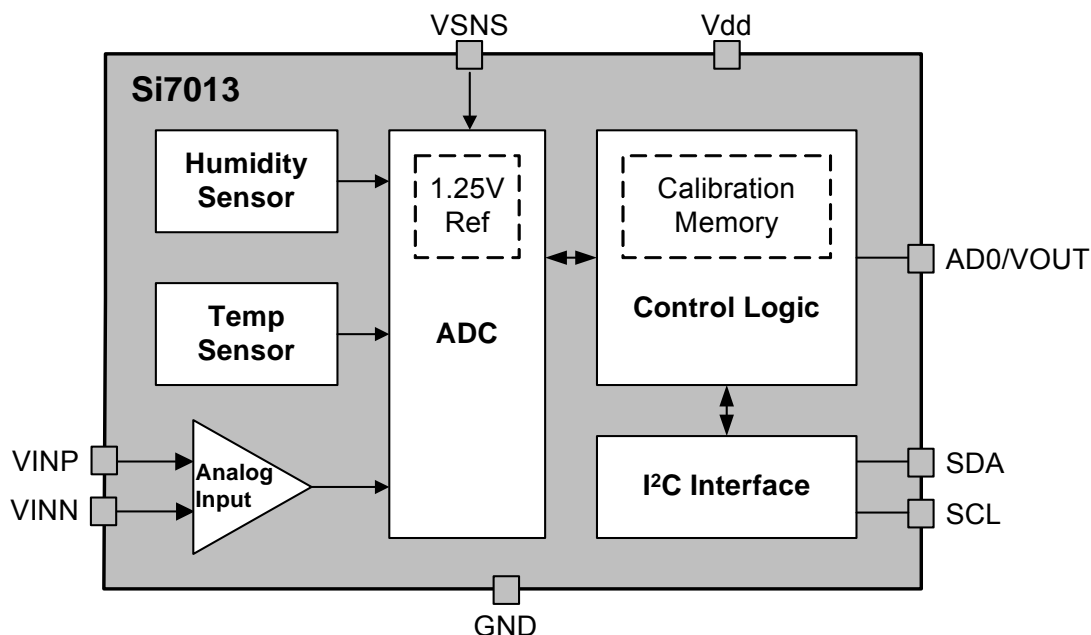 VSNS
Vdd
Si7013
Humidity
Sensor
1.25V
Ref
ADC
Calibration
Memory
Control Logic
AD0/VOUT
Temp
Sensor
VINP
VINN
Analog
Input
I²C Interface
SDA
SCL
GND